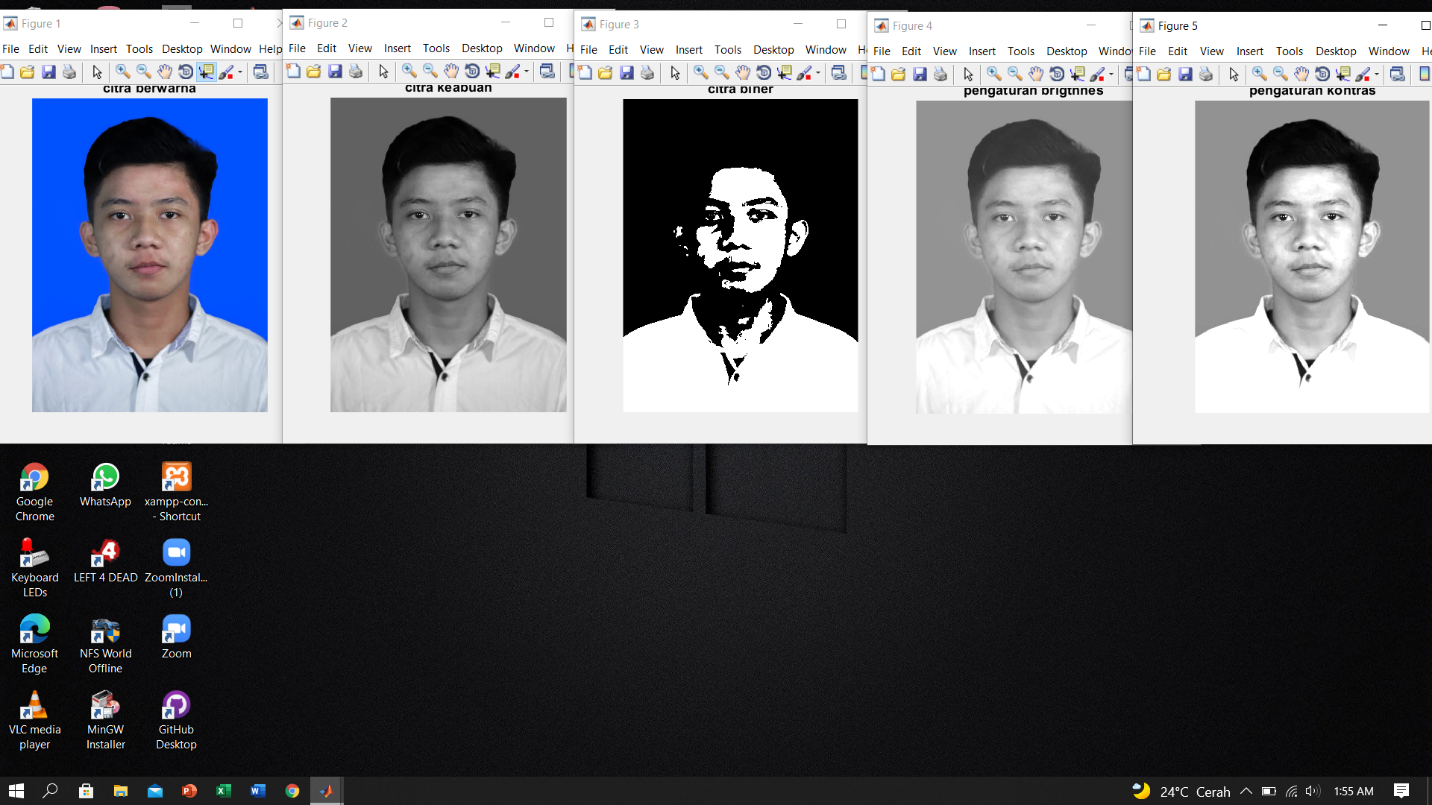 Figure 1
File Edit View Insert Tools Desktop Window Help
citra berwarna
Figure 2
File Edit View Insert Tools Desktop Window H
citra keabuan
Figure 3
File Edit View Insert Tools Desktop Window H
citra biner
Figure 4
File Edit View Insert Tools Desktop Windo
pengaturan brigthnes
Figure 5
File Edit View Insert Tools Desktop Window H
pengaturan kontras
Google
Chrome
WhatsApp
xampp-con...
- Shortcut
Keyboard
LEDs
LEFT 4 DEAD
ZoomInstal...
(1)
Microsoft
Edge
NFS World
Offline
Zoom
VLC media
player
MinGW
Installer
GitHub
Desktop
24°C Cerah
1:55 AM